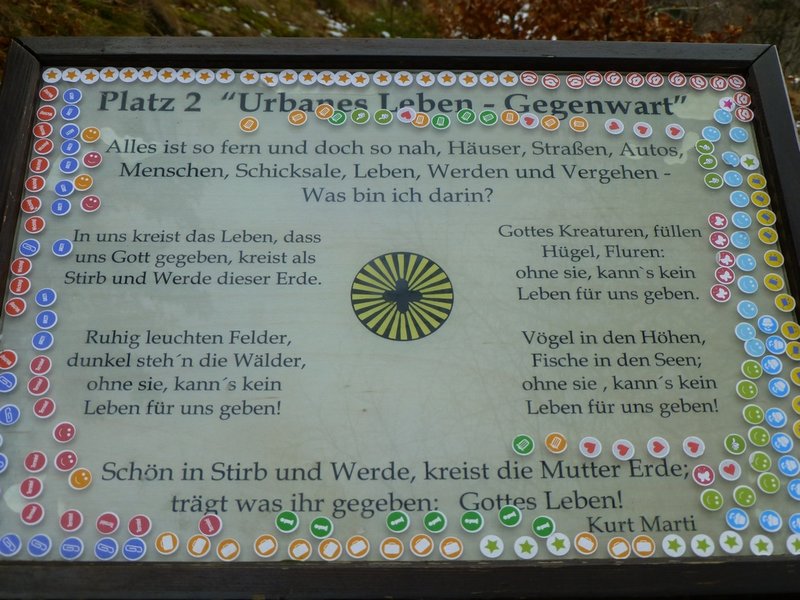 Platz 2 "Urbanes Leben - Gegenwart"
Alles ist so fern und doch so nah, Häuser, Straßen, Autos,
Menschen, Schicksale, Leben, Werden und Vergehen -
Was bin ich darin?
In uns kreist das Leben, dass
uns Gott gegeben, kreist als
Stirb und Werde dieser Erde.
Gottes Kreaturen, füllen
Hügel, Fluren:
ohne sie, kann`s kein
Leben für uns geben.
Ruhig leuchten Felder,
dunkel steh´n die Wälder,
ohne sie, kann´s kein
Leben für uns geben!
Vögel in den Höhen,
Fische in den Seen;
ohne sie , kann´s kein
Leben für uns geben!
Schön in Stirb und Werde, kreist die Mutter Erde;
trägt was ihr gegeben: Gottes Leben!
Kurt Marti